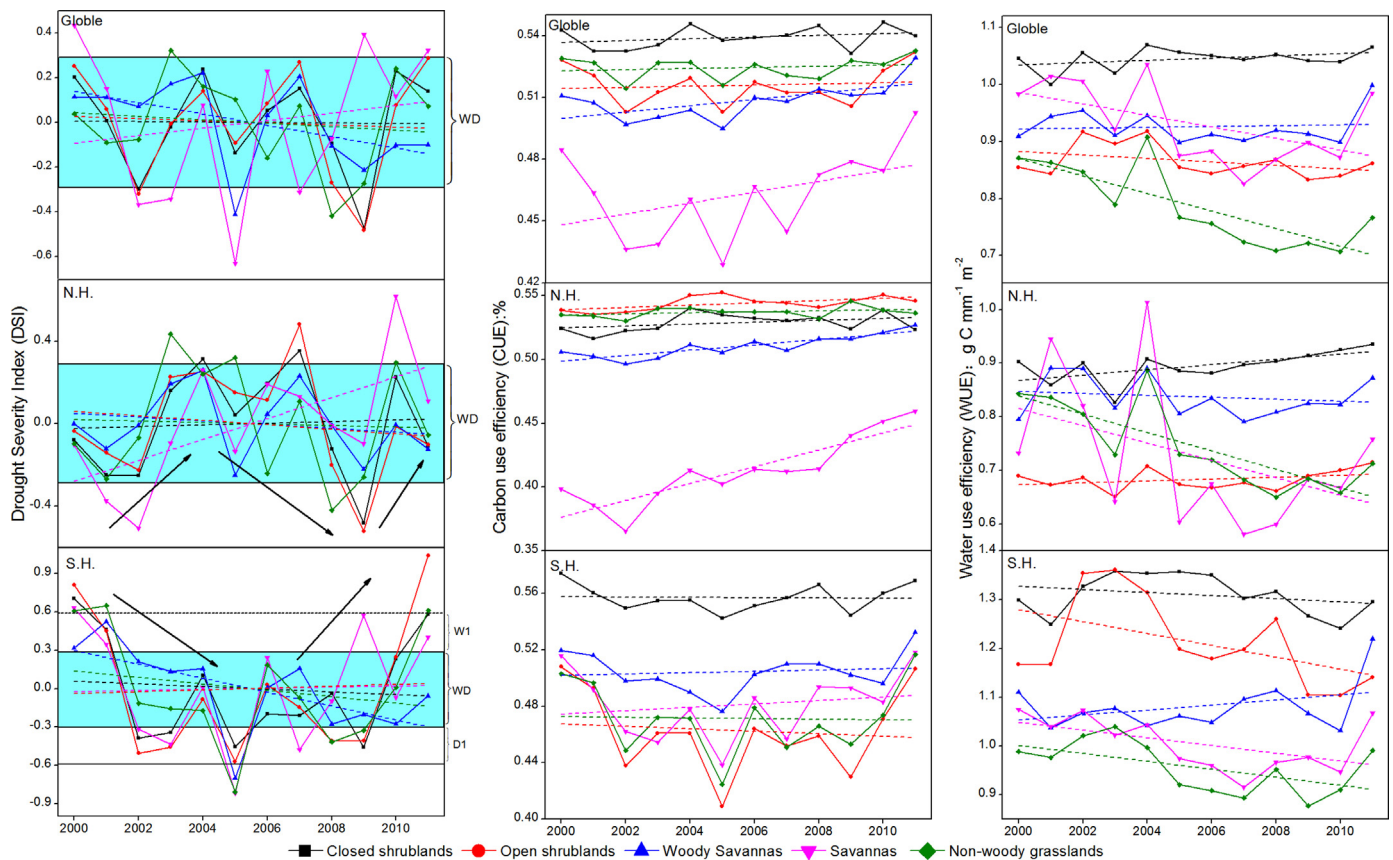 Globle
0.4
0.2
0.0
-0.2
-0.4
-0.6
WD
N.H.
0.4
0.0
-0.4
WD
S.H.
0.9
0.6
0.3
0.0
-0.3
-0.6
-0.9
W1
WD
D1
2000 2002 2004 2006 2008 2010
Drought Severity Index (DSI)
Globle
0.54
0.51
0.48
0.45
0.42
N.H.
0.55
0.50
0.45
0.40
0.35
S.H.
0.56
0.52
0.48
0.44
0.40
2000 2002 2004 2006 2008 2010
Carbon use efficiency (CUE):%
Globle
1.1
1.0
0.9
0.8
0.7
N.H.
1.0
0.9
0.8
0.7
0.6
1.4
S.H.
1.3
1.2
1.1
1.0
0.9
2000 2002 2004 2006 2008 2010
Water use efficiency (WUE): g C mm⁻¹ m⁻²
Closed shrublands Open shrublands Woody Savannas Savannas Non-woody grasslands